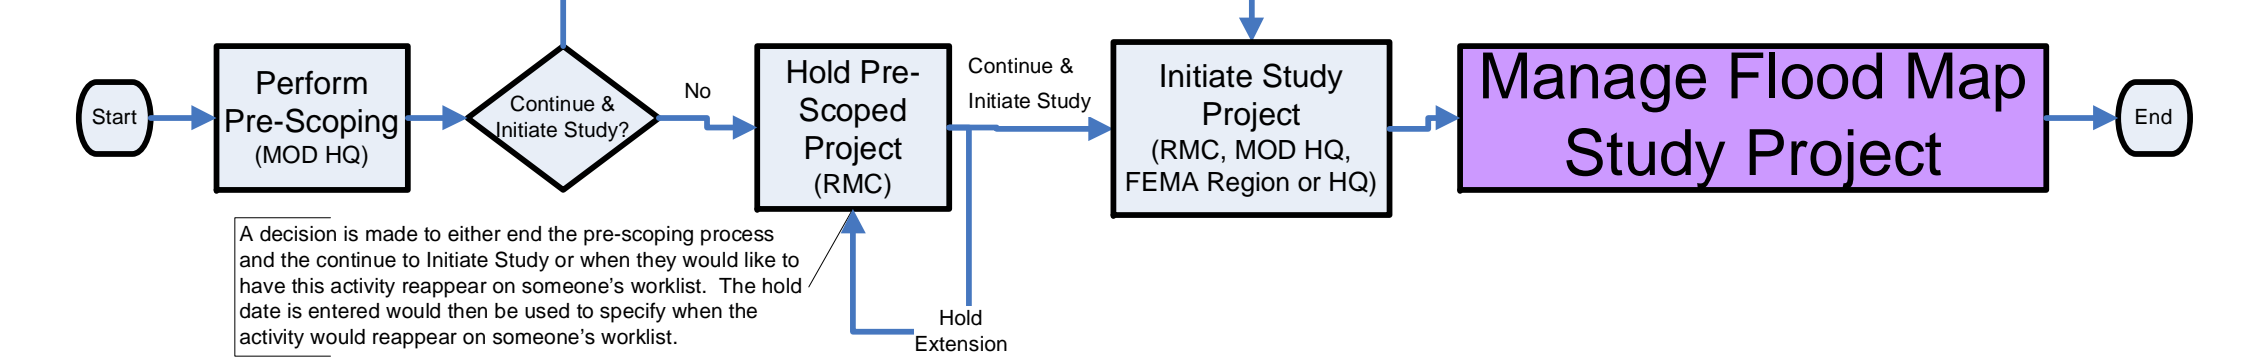 Start
Perform
Pre-Scoping
(MOD HQ)
Continue &
Initiate Study?
No
Hold Pre-
Scoped
Project
(RMC)
Continue &
Initiate Study
Initiate Study
Project
(RMC, MOD HQ,
FEMA Region or HQ)
Manage Flood Map
Study Project
End
A decision is made to either end the pre-scoping process
and the continue to Initiate Study or when they would like to
have this activity reappear on someone's worklist.  The hold
date is entered would then be used to specify when the
activity would reappear on someone's worklist.
Hold
Extension